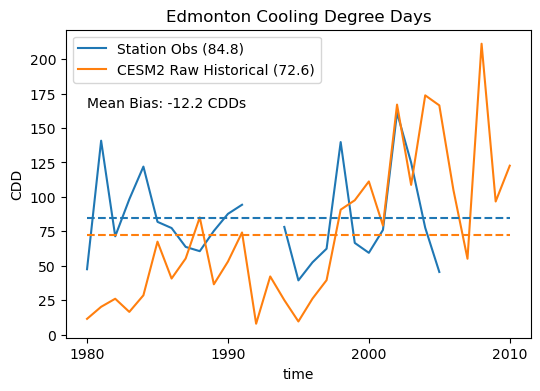 Edmonton Cooling Degree Days
Station Obs (84.8)
CESM2 Raw Historical (72.6)
Mean Bias: -12.2 CDDs
CDD
200
175
150
125
100
75
50
25
0
1980
1990
2000
2010
time